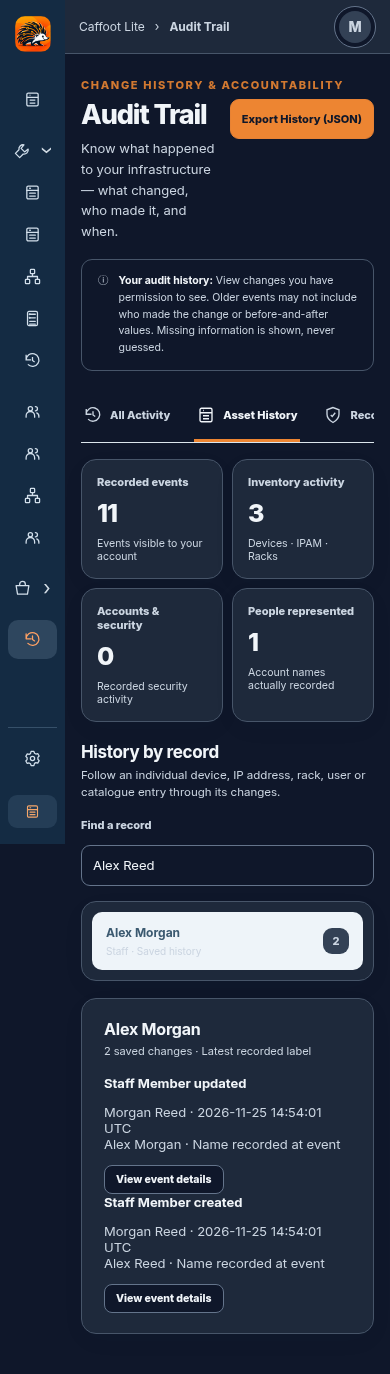 Caffoot Lite › Audit Trail
M
CHANGE HISTORY & ACCOUNTABILITY
Audit Trail
Export History (JSON)
Know what happened
to your infrastructure
— what changed,
who made it, and
when.
Your audit history: View changes you have
permission to see. Older events may not include
who made the change or before-and-after
values. Missing information is shown, never
guessed.
All Activity
Asset History
Reco
Recorded events
11
Events visible to your
account
Inventory activity
3
Devices · IPAM ·
Racks
Accounts &
security
0
Recorded security
activity
People represented
1
Account names
actually recorded
History by record
Follow an individual device, IP address, rack, user or
catalogue entry through its changes.
Find a record
Alex Reed
Alex Morgan
Staff · Saved history
2
Alex Morgan
2 saved changes · Latest recorded label
Staff Member updated
Morgan Reed · 2026-11-25 14:54:01
UTC
Alex Morgan · Name recorded at event
View event details
Staff Member created
Morgan Reed · 2026-11-25 14:54:01
UTC
Alex Reed · Name recorded at event
View event details